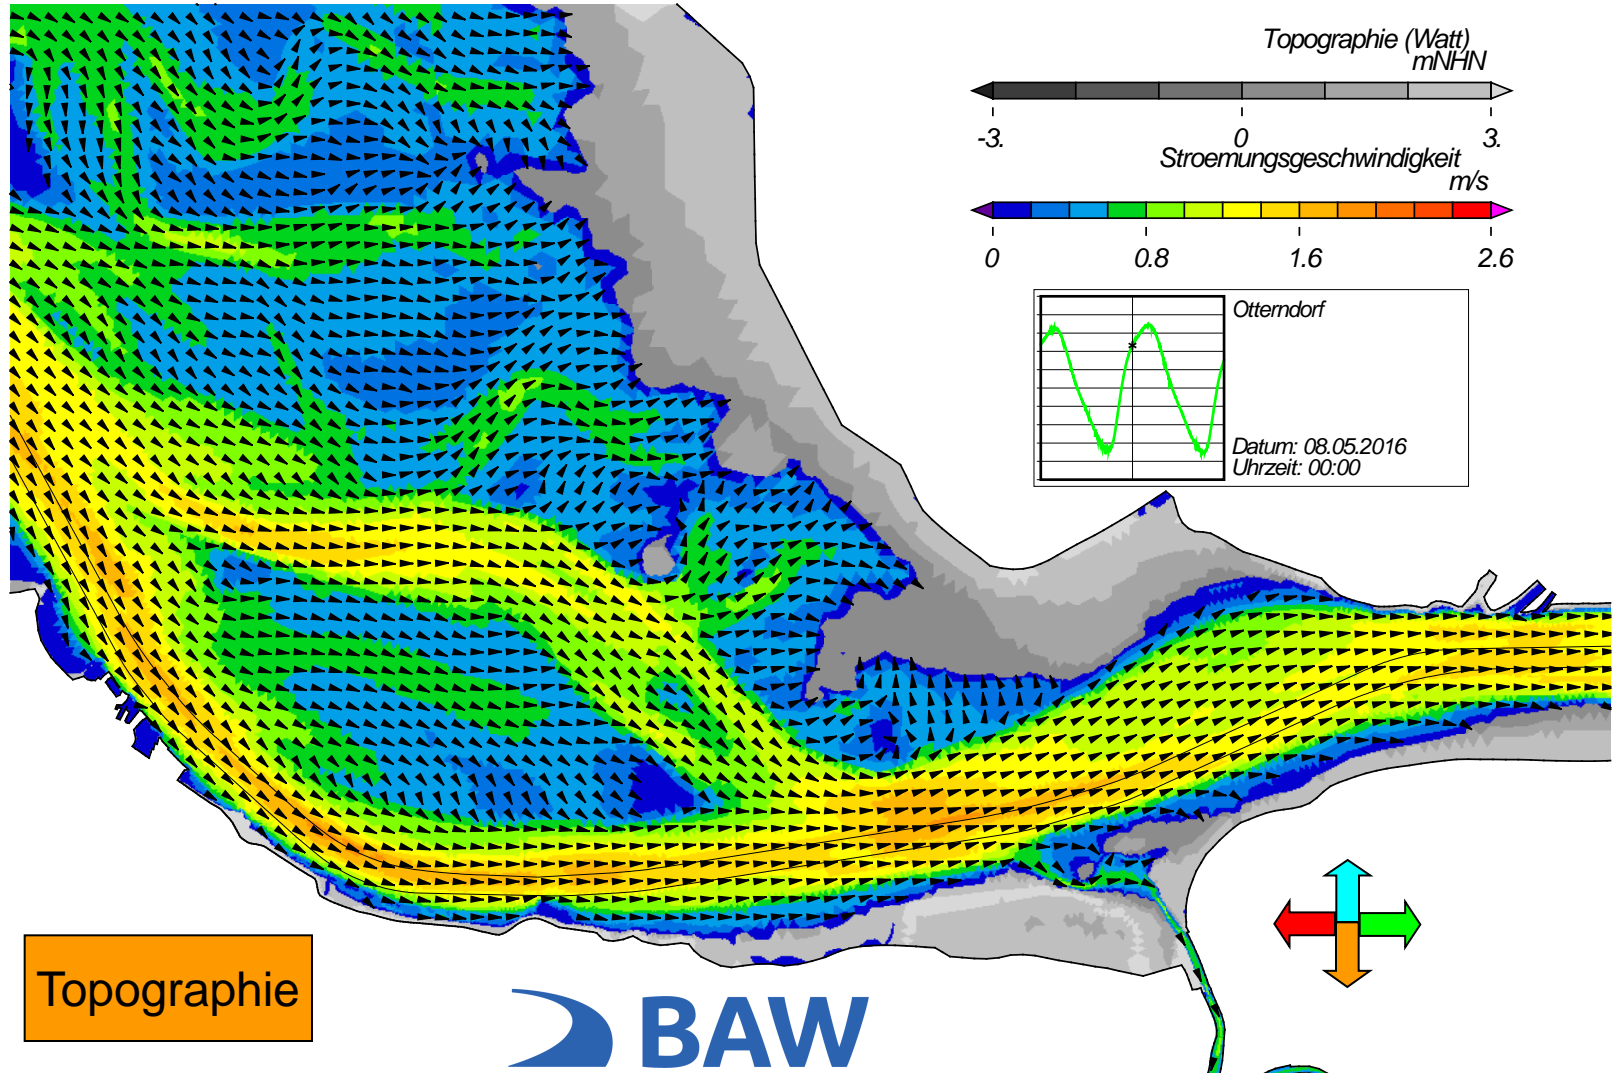 Topographie (Watt)
mNHN
-3. 0 3.
Stroemungsgeschwindigkeit
m/s
0 0.8 1.6 2.6
Otterndorf
Datum: 08.05.2016
Uhrzeit: 00:00
Topographie
BAW